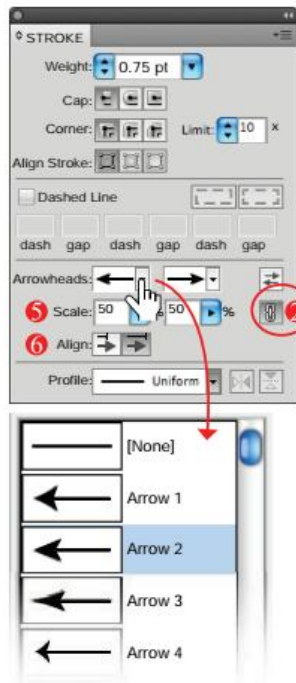 STROKE
Weight: 0.75 pt
Cap:
Corner: Limit: 10 x
Align Stroke:
Dashed Line
dash gap dash gap dash gap
Arrowheads:
5 Scale: 50 % 50 %
6 Align:
Profile: Uniform
[None]
Arrow 1
Arrow 2
Arrow 3
Arrow 4